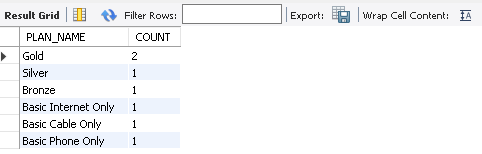 Result Grid Filter Rows: Export: Wrap Cell Content:
PLAN_NAME COUNT
Gold 2
Silver 1
Bronze 1
Basic Internet Only 1
Basic Cable Only 1
Basic Phone Only 1